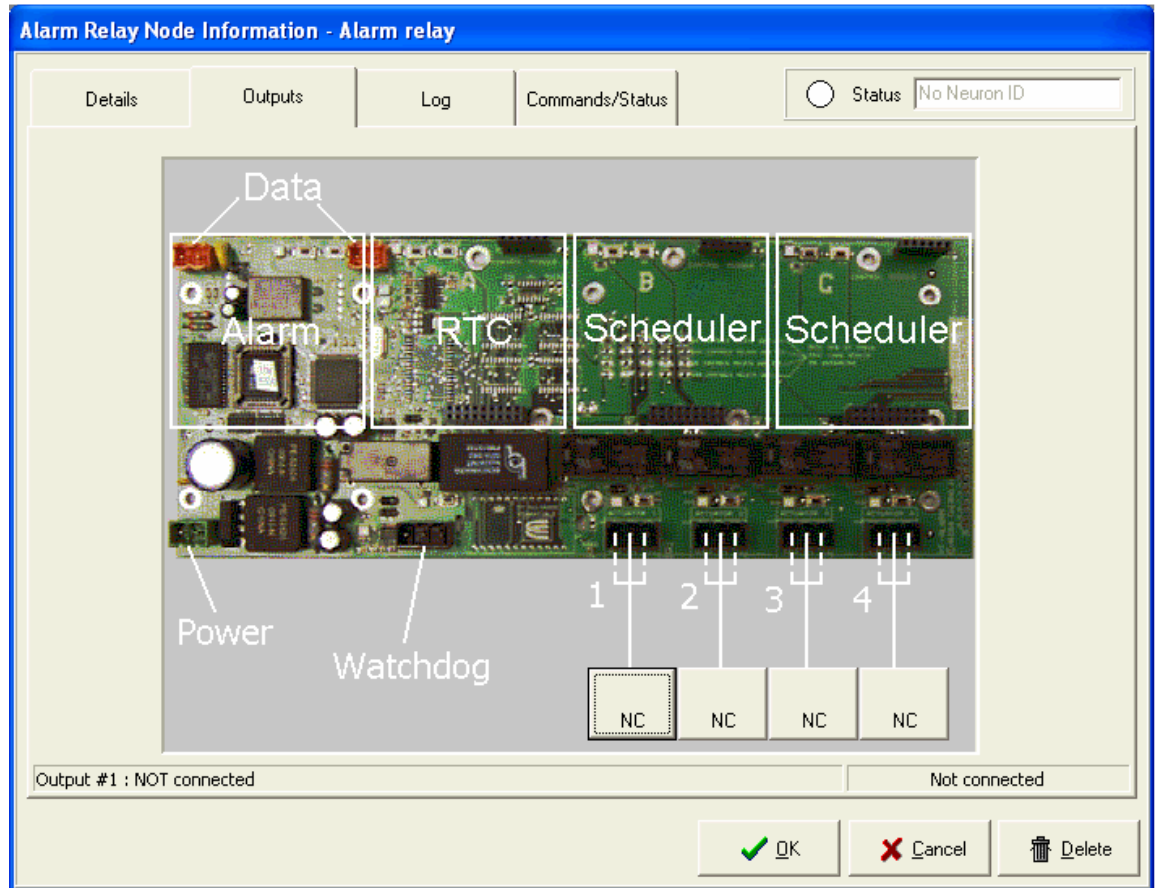 Alarm Relay Node Information - Alarm relay
Details
Outputs
Log
Commands/Status
Status
No Neuron ID
Data
A
B
C
Alarm
RTC
Scheduler
Scheduler
1
2
3
4
Power
Watchdog
NC
NC
NC
NC
Output #1 : NOT connected
Not connected
OK
Cancel
Delete